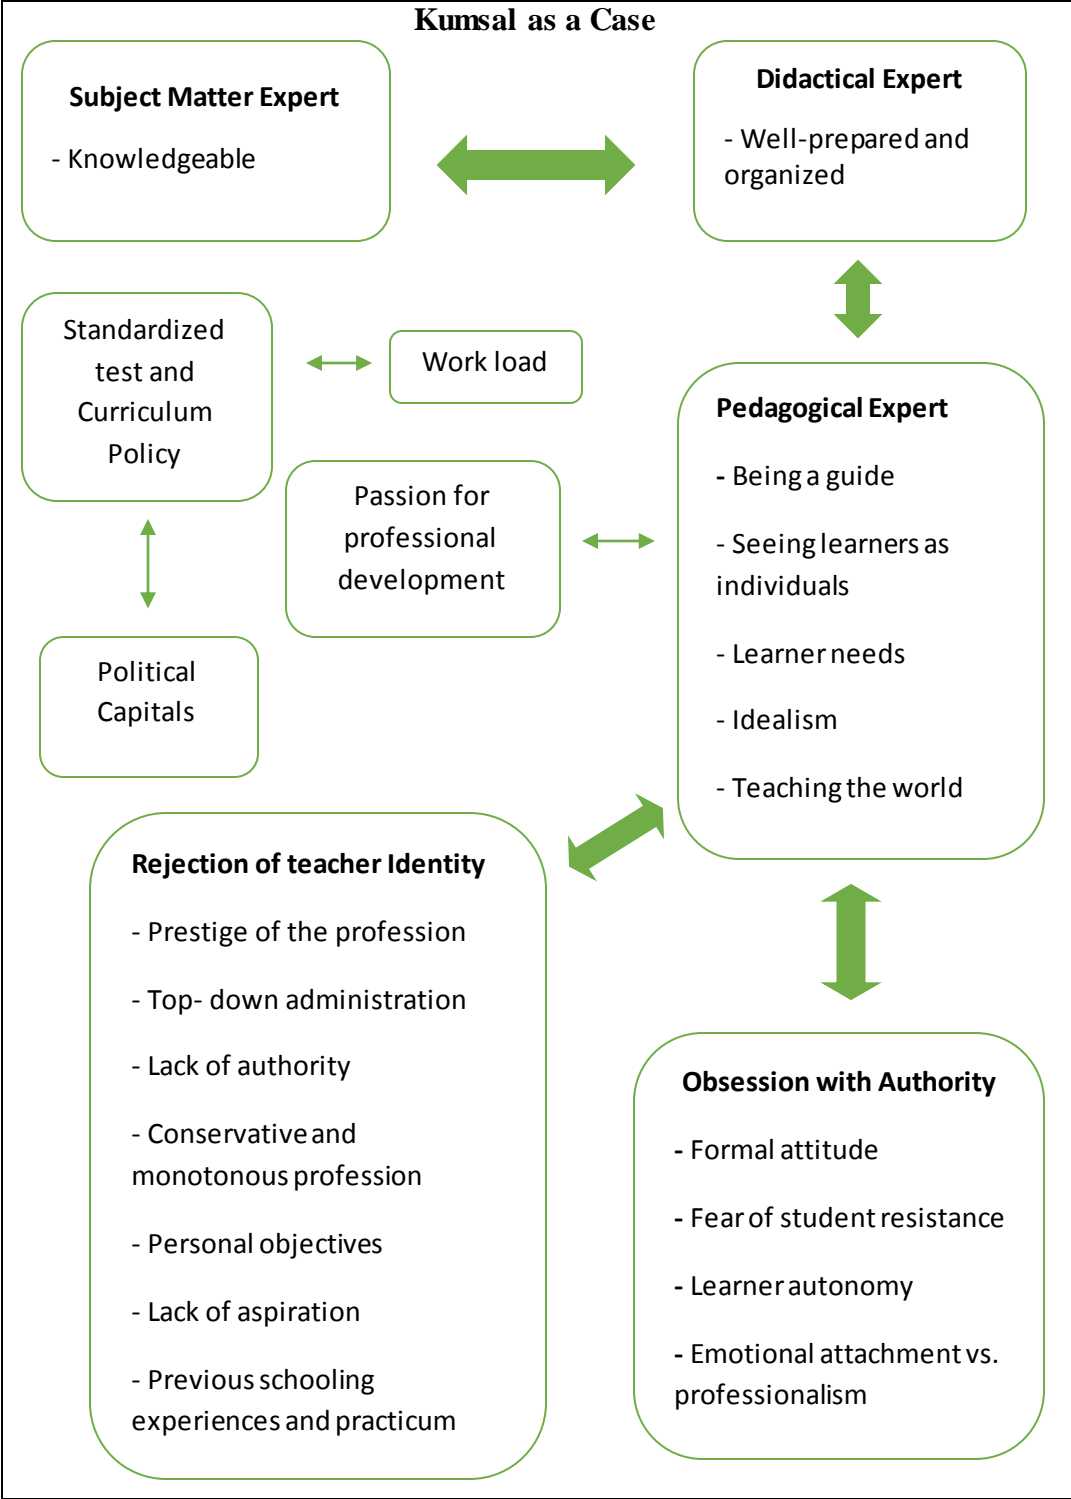 Kumsal as a Case
Subject Matter Expert
- Knowledgeable
Didactical Expert
- Well-prepared and
organized
Standardized
test and
Curriculum
Policy
Work load
Passion for
professional
development
Political
Capitals
Pedagogical Expert
- Being a guide
- Seeing learners as
individuals
- Learner needs
- Idealism
- Teaching the world
Rejection of teacher Identity
- Prestige of the profession
- Top- down administration
- Lack of authority
- Conservative and
monotonous profession
- Personal objectives
- Lack of aspiration
- Previous schooling
experiences and practicum
Obsession with Authority
- Formal attitude
- Fear of student resistance
- Learner autonomy
- Emotional attachment vs.
professionalism